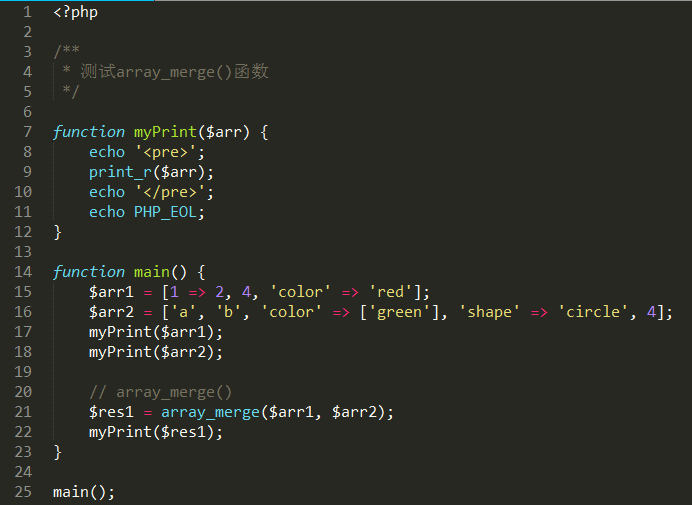 1 <?php
2
3 /**
4  * 测试array_merge()函数
5  */
6
7 function myPrint($arr) {
8     echo '<pre>';
9     print_r($arr);
10     echo '</pre>';
11     echo PHP_EOL;
12 }
13
14 function main() {
15     $arr1 = [1 => 2, 4, 'color' => 'red'];
16     $arr2 = ['a', 'b', 'color' => ['green'], 'shape' => 'circle', 4];
17     myPrint($arr1);
18     myPrint($arr2);
19
20     // array_merge()
21     $res1 = array_merge($arr1, $arr2);
22     myPrint($res1);
23 }
24
25 main();